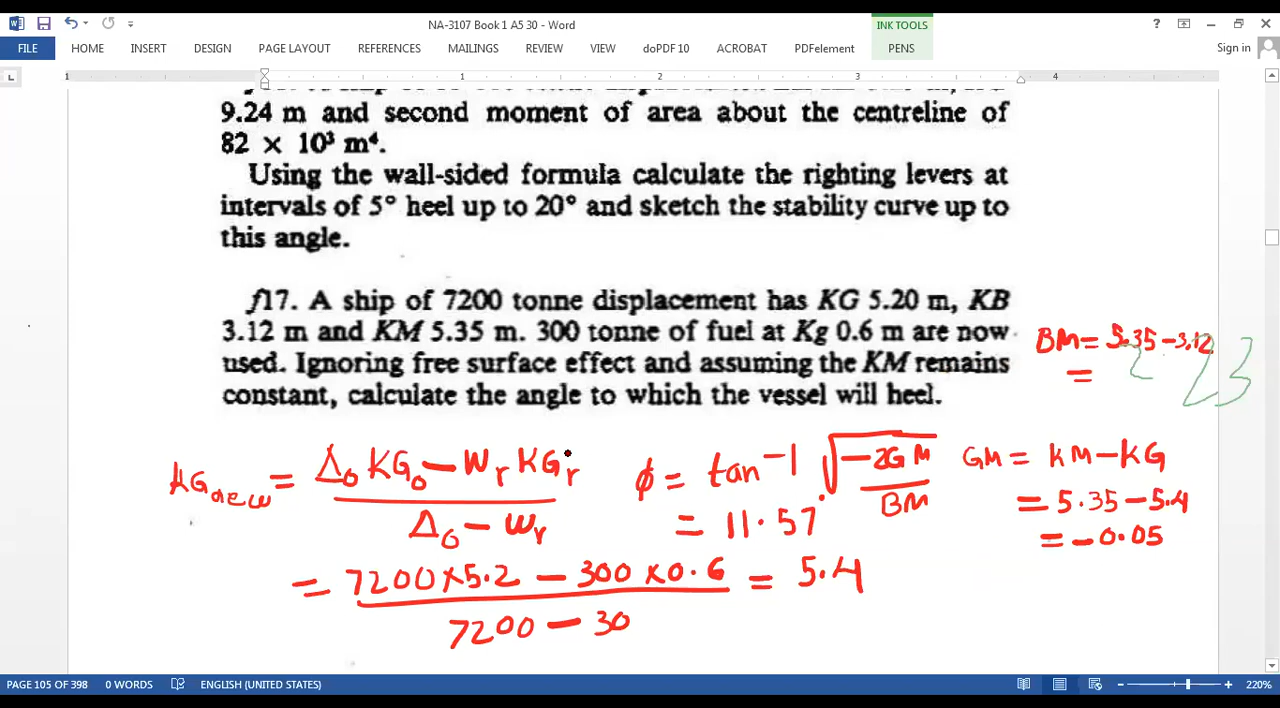 NA-3107 Book 1 A5 30 - Word
INK TOOLS
FILE HOME INSERT DESIGN PAGE LAYOUT REFERENCES MAILINGS REVIEW VIEW doPDF 10 ACROBAT PDFelement PENS
Sign in
1 1 2 3 4
9.24 m and second moment of area about the centreline of
82 × 10³ m⁴.
Using the wall-sided formula calculate the righting levers at
intervals of 5° heel up to 20° and sketch the stability curve up to
this angle.
f17. A ship of 7200 tonne displacement has KG 5.20 m, KB
3.12 m and KM 5.35 m. 300 tonne of fuel at Kg 0.6 m are now
used. Ignoring free surface effect and assuming the KM remains
constant, calculate the angle to which the vessel will heel.
BM = 5.35 - 3.12
= 2.23
KG new = Δ₀ KG₀ - Wr KGr
Δ₀ - Wr
= 7200 × 5.2 - 300 × 0.6 = 5.4
7200 - 30
φ = tan⁻¹ √ -2GM
BM
= 11.57°
GM = KM - KG
= 5.35 - 5.4
= - 0.05
PAGE 105 OF 398 0 WORDS ENGLISH (UNITED STATES) 220%